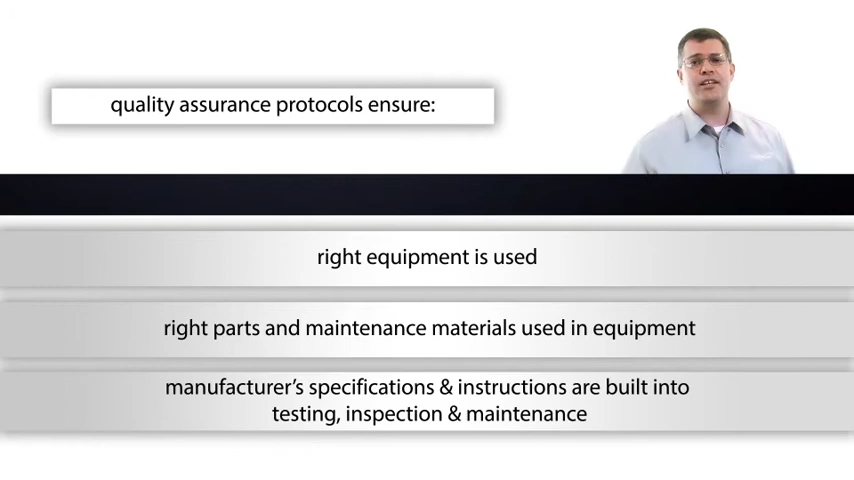 quality assurance protocols ensure:
right equipment is used
right parts and maintenance materials used in equipment
manufacturer’s specifications & instructions are built into
testing, inspection & maintenance